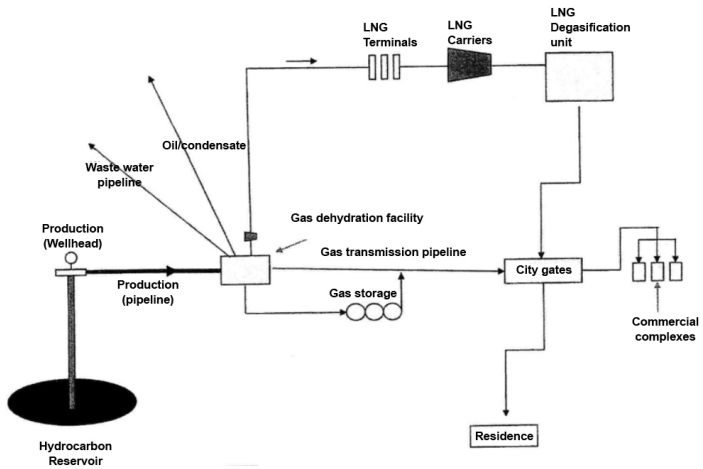 LNG
Terminals
LNG
Carriers
LNG
Degasification
unit
Oil/condensate
Waste water
pipeline
Production
(Wellhead)
Gas dehydration facility
Gas transmission pipeline
City gates
Production
(pipeline)
Gas storage
Commercial
complexes
Residence
Hydrocarbon
Reservoir